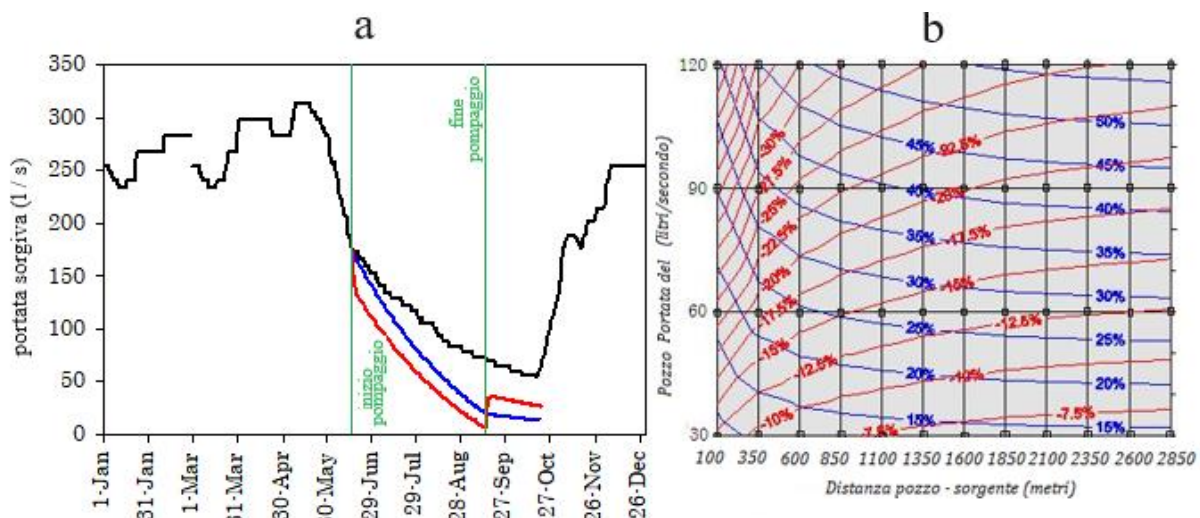 a
350
300
250
200
150
100
50
0
portata sorgiva (l / s)
inizio
pompaggio
fine
pompaggio
1-Jan
31-Jan
1-Mar
31-Mar
30-Apr
30-May
29-Jun
29-Jul
28-Aug
27-Sep
27-Oct
26-Nov
26-Dec
b
120
90
60
30
Pozzo Portata del (litri/secondo)
-30%
-27.5%
-25%
-22.5%
-20%
-17.5%
-15%
-12.5%
-10%
-7.5%
50%
45%
-92.5%
45%
40%
40%
35%
-17.5%
35%
30%
-15%
30%
25%
-12.5%
25%
20%
-10%
20%
15%
-7.5%
15%
100 350 600 850 1100 1350 1600 1850 2100 2350 2600 2850
Distanza pozzo - sorgente (metri)